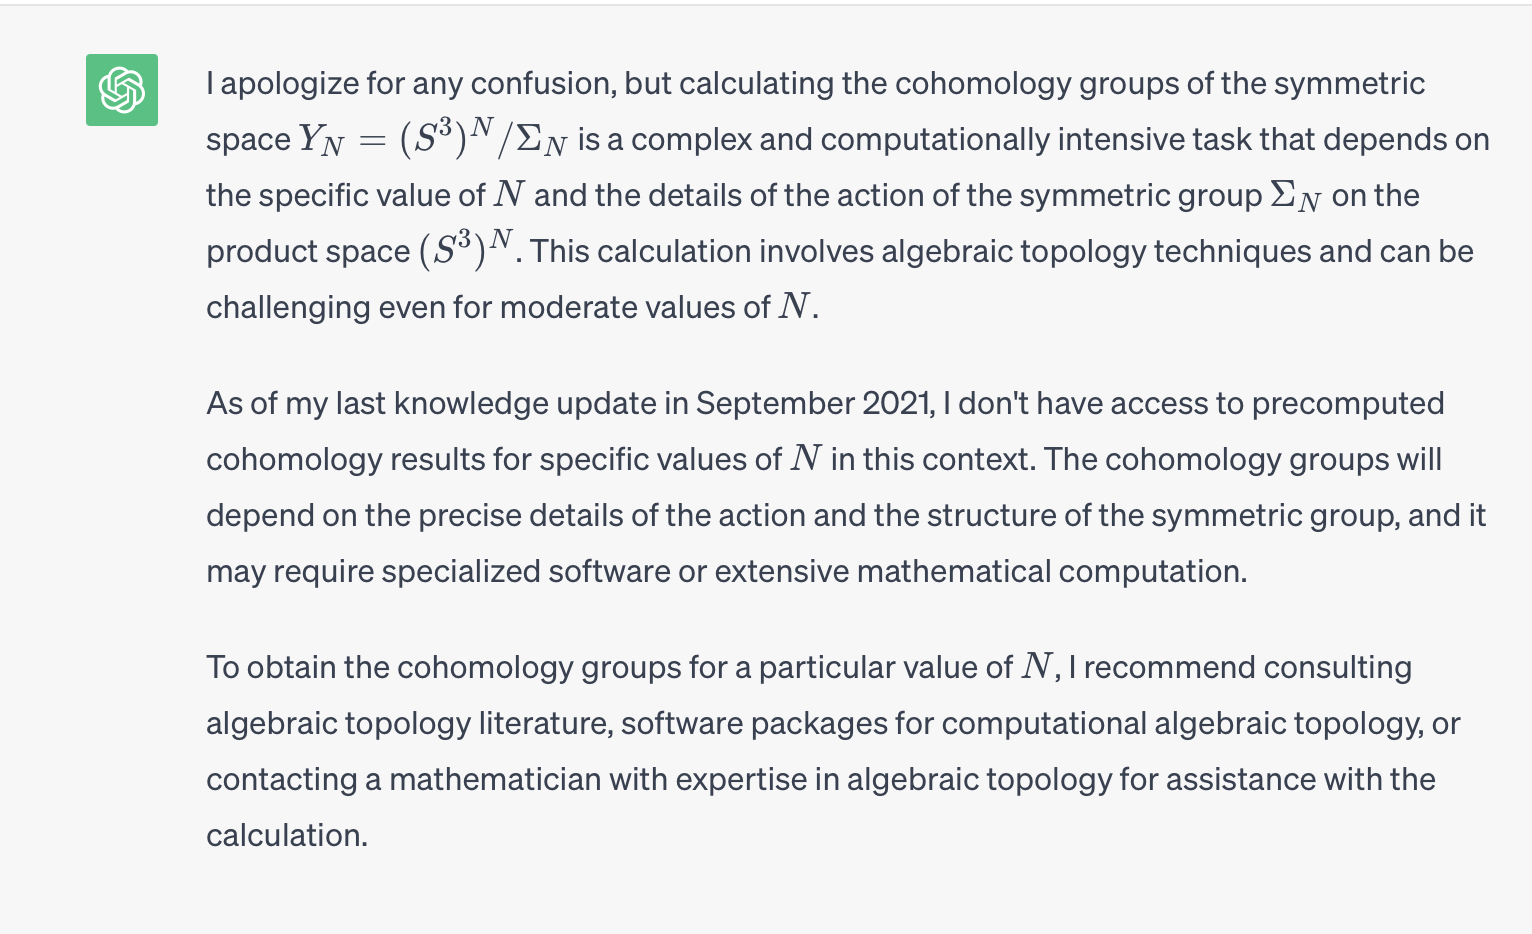 I apologize for any confusion, but calculating the cohomology groups of the symmetric
space $Y_N = (S^3)^N / \Sigma_N$ is a complex and computationally intensive task that depends on
the specific value of $N$ and the details of the action of the symmetric group $\Sigma_N$ on the
product space $(S^3)^N$. This calculation involves algebraic topology techniques and can be
challenging even for moderate values of $N$.
As of my last knowledge update in September 2021, I don't have access to precomputed
cohomology results for specific values of $N$ in this context. The cohomology groups will
depend on the precise details of the action and the structure of the symmetric group, and it
may require specialized software or extensive mathematical computation.
To obtain the cohomology groups for a particular value of $N$, I recommend consulting
algebraic topology literature, software packages for computational algebraic topology, or
contacting a mathematician with expertise in algebraic topology for assistance with the
calculation.